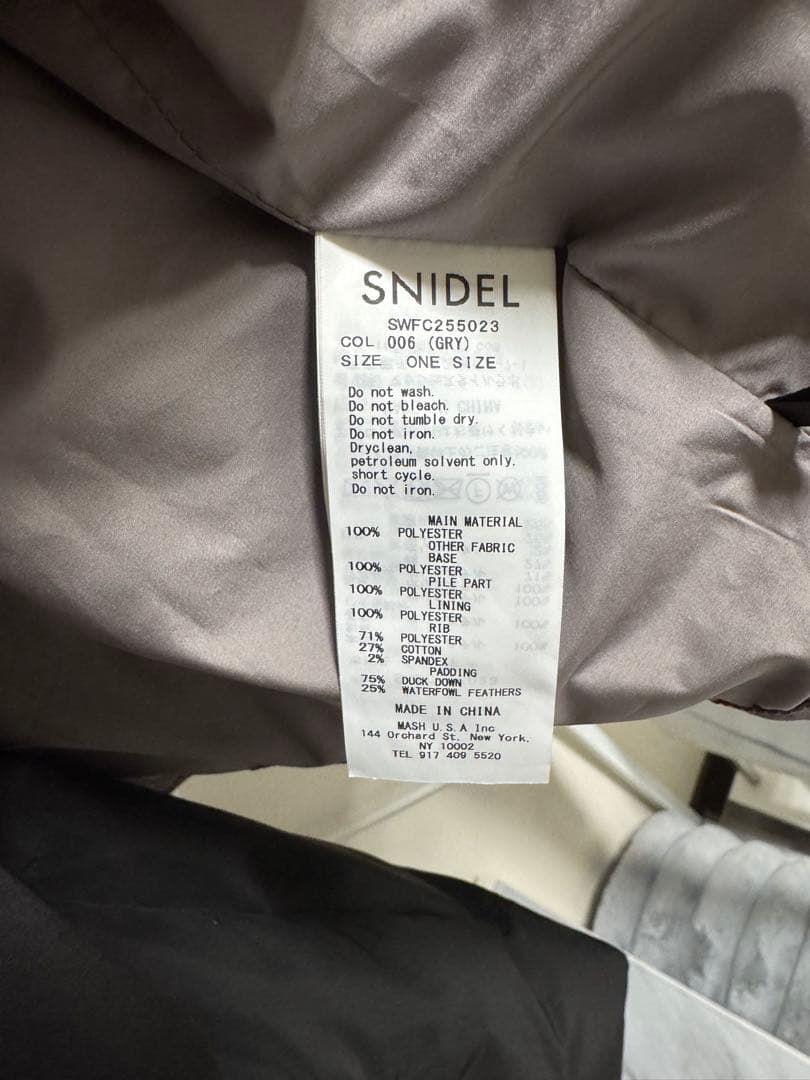 SNIDEL
SWFC255023
COL 006 (GRY)
SIZE ONE SIZE
Do not wash.
Do not bleach.
Do not tumble dry.
Do not iron.
Dryclean,
petroleum solvent only.
short cycle.
Do not iron.
MAIN MATERIAL
100% POLYESTER
OTHER FABRIC
BASE
100% POLYESTER
PILE PART
100% POLYESTER
LINING
100% POLYESTER
RIB
71% POLYESTER
27% COTTON
2% SPANDEX
PADDING
75% DUCK DOWN
25% WATERFOWL FEATHERS
MADE IN CHINA
MASH U.S.A Inc
144 Orchard St. New York.
NY 10002
TEL 917 409 5520